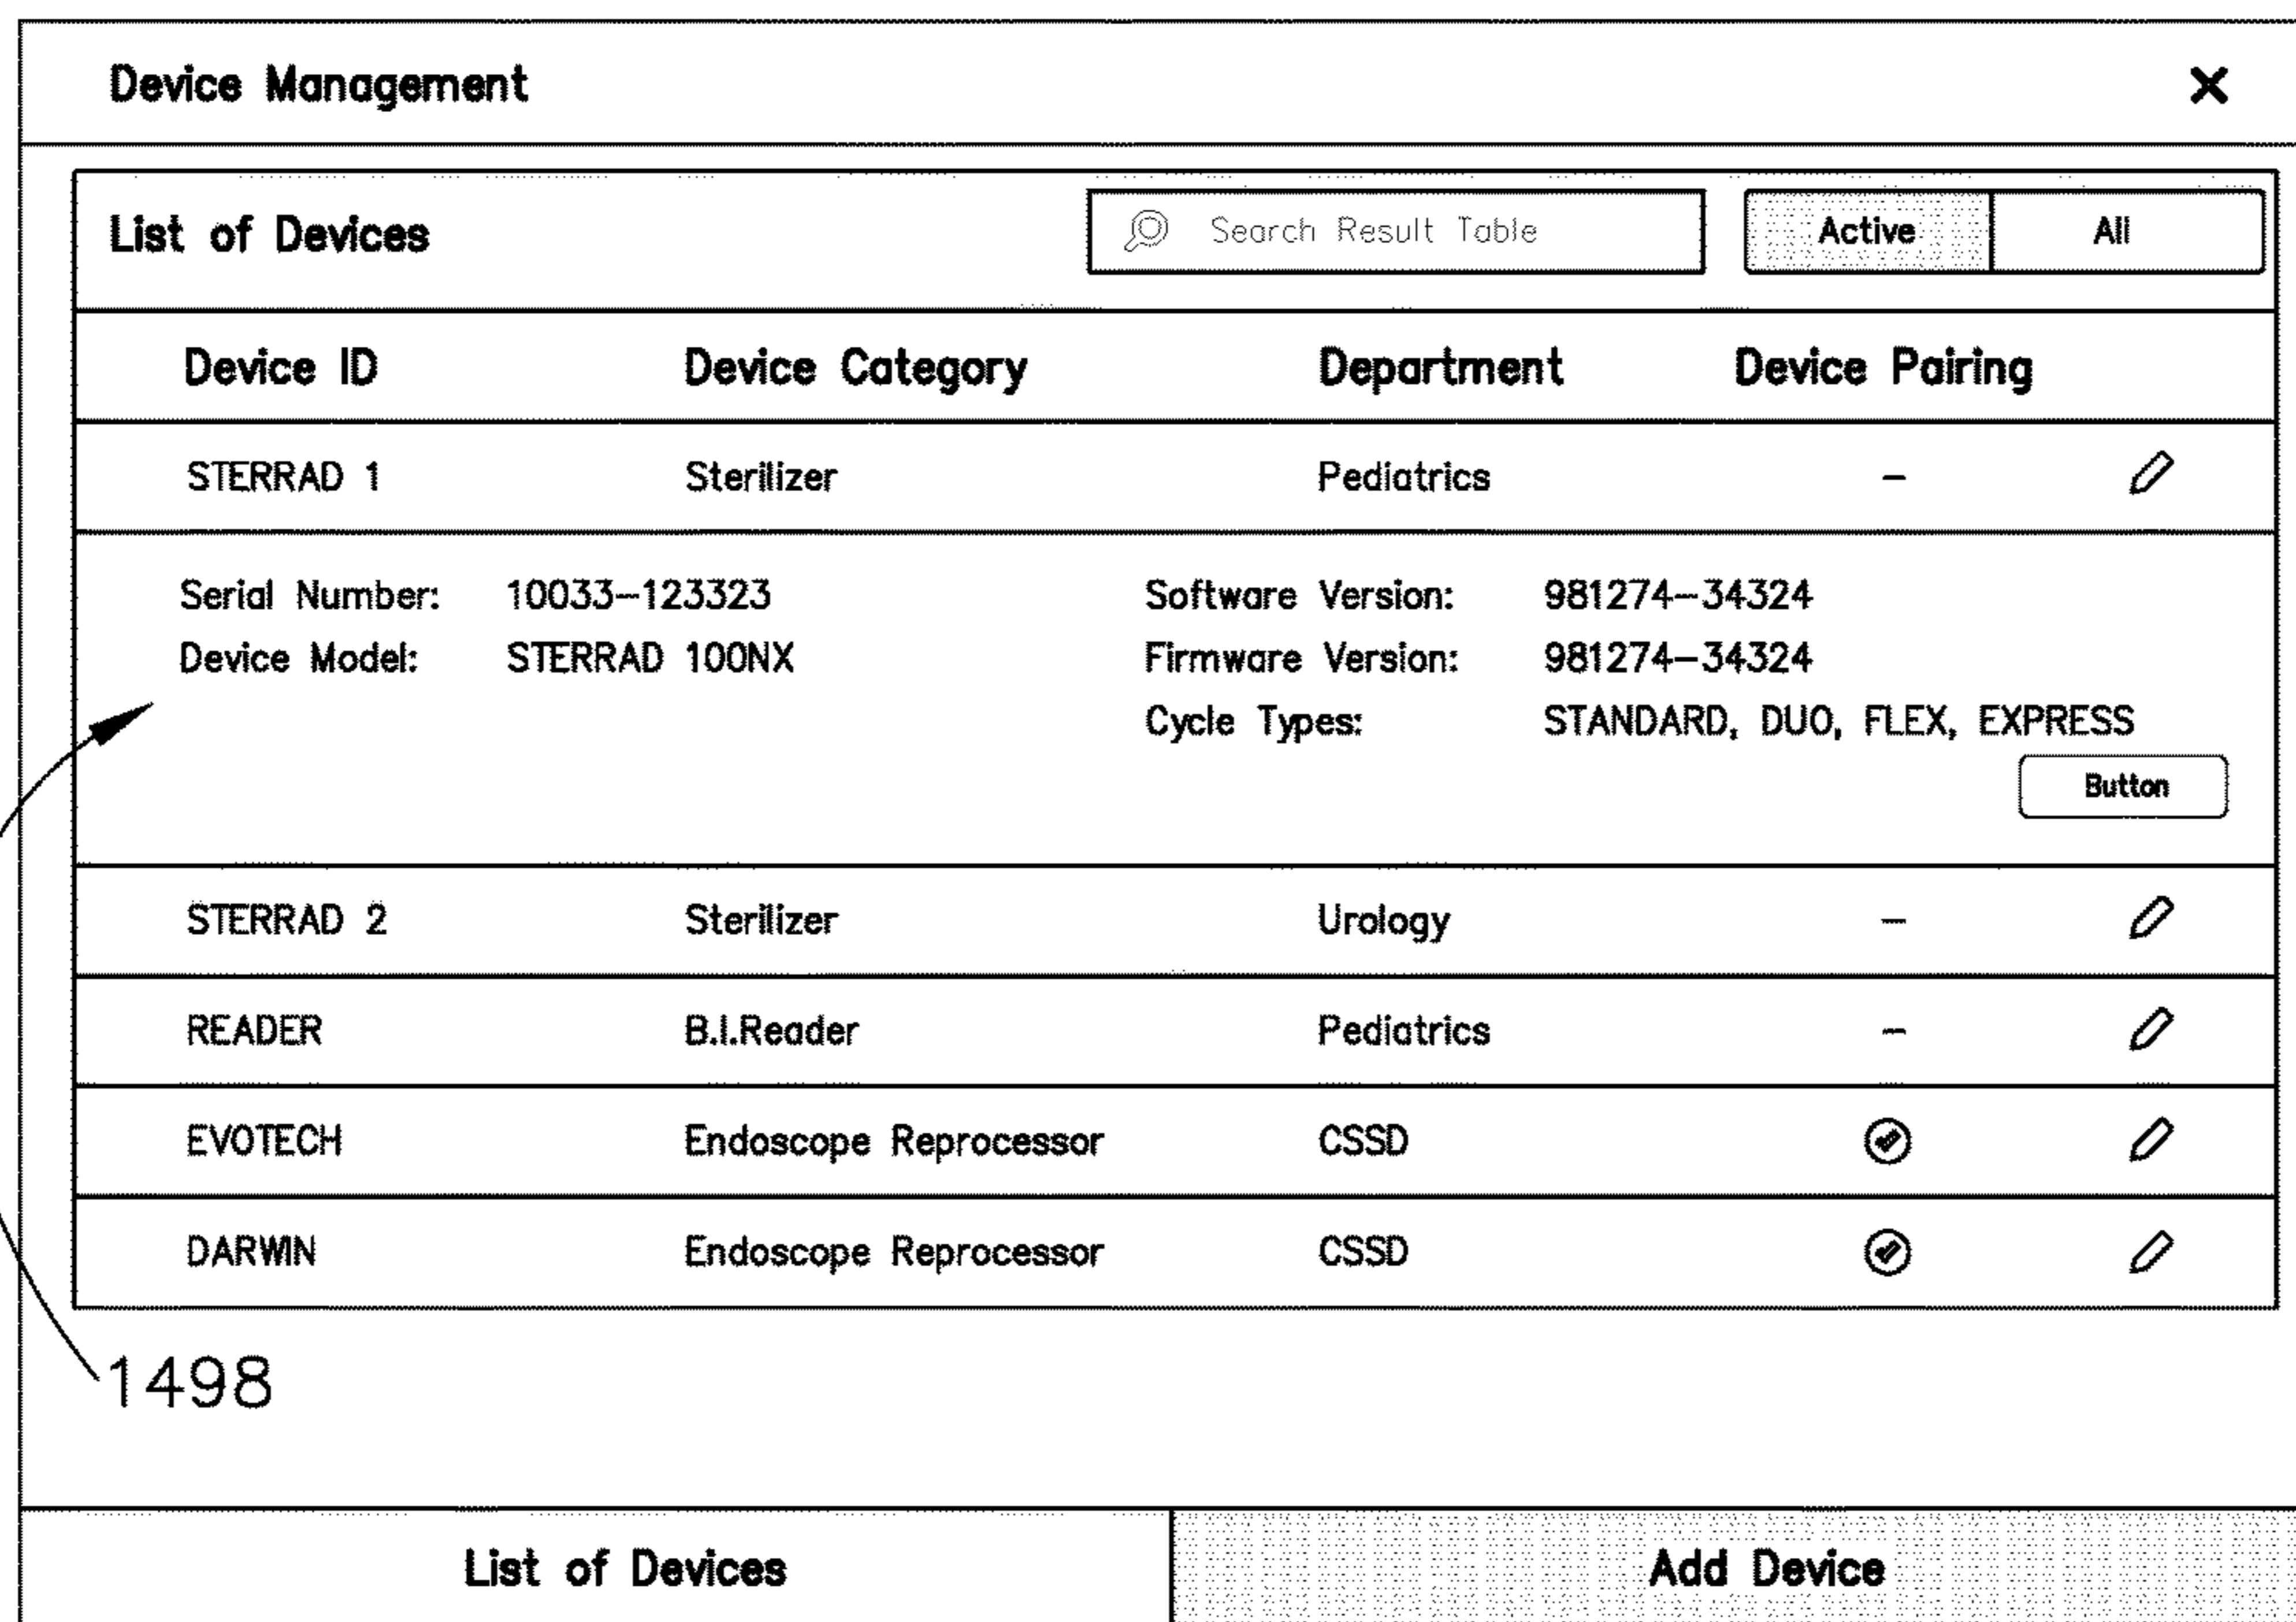 Device Management
List of Devices Search Result Table Active All
Device ID Device Category Department Device Pairing
STERRAD 1 Sterilizer Pediatrics –
Serial Number: 10033–123323 Software Version: 981274–34324
Device Model: STERRAD 100NX Firmware Version: 981274–34324
Cycle Types: STANDARD, DUO, FLEX, EXPRESS
Button
STERRAD 2 Sterilizer Urology –
READER B.I.Reader Pediatrics –
EVOTECH Endoscope Reprocessor CSSD
DARWIN Endoscope Reprocessor CSSD
1498
List of Devices Add Device